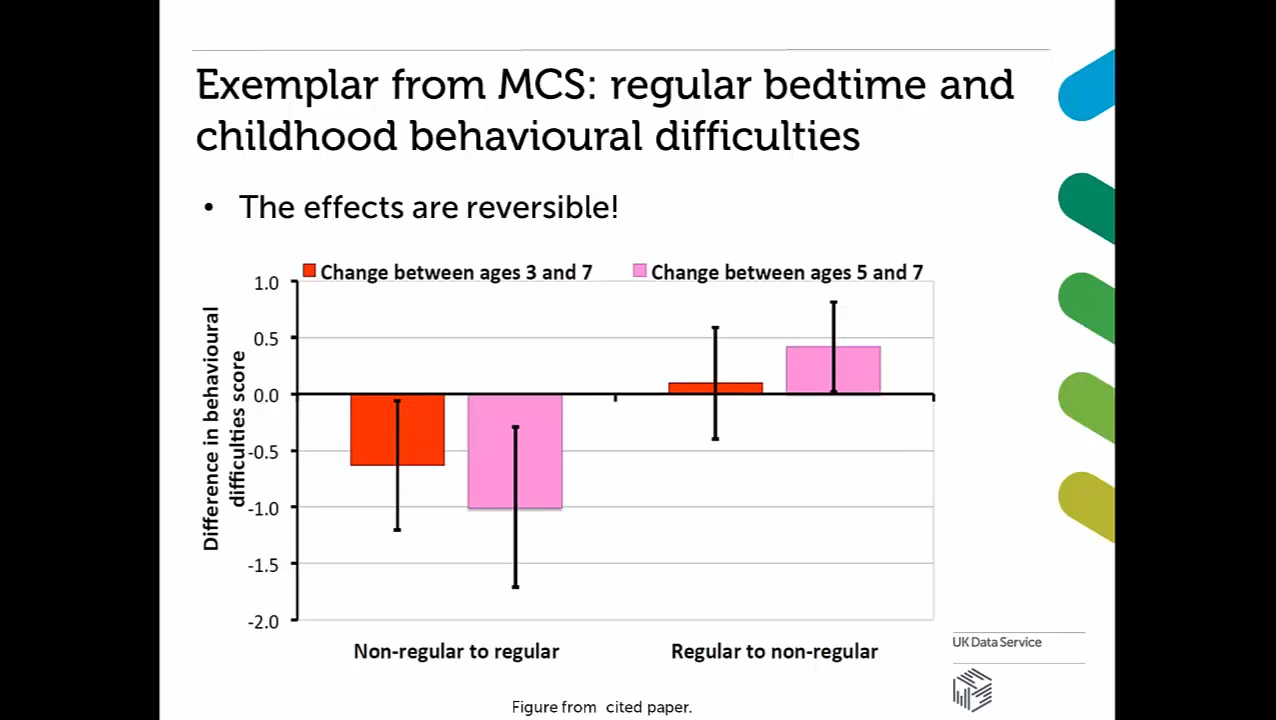 Exemplar from MCS: regular bedtime and
childhood behavioural difficulties
• The effects are reversible!
Change between ages 3 and 7
Change between ages 5 and 7
Difference in behavioural
difficulties score
1.0
0.5
0.0
-0.5
-1.0
-1.5
-2.0
Non-regular to regular
Regular to non-regular
UK Data Service
Figure from cited paper.